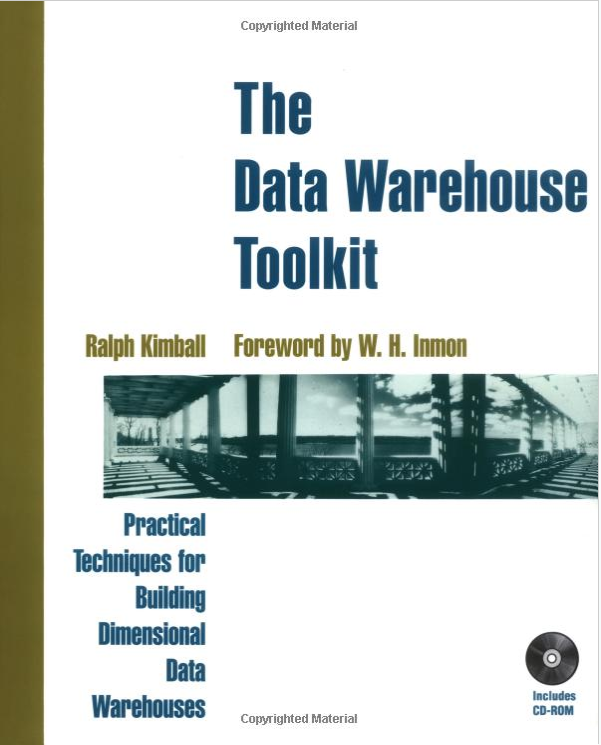 Copyrighted Material
The
Data Warehouse
Toolkit
Ralph Kimball Foreword by W. H. Inmon
Practical
Techniques for
Building
Dimensional
Data
Warehouses
Includes
CD-ROM
Copyrighted Material